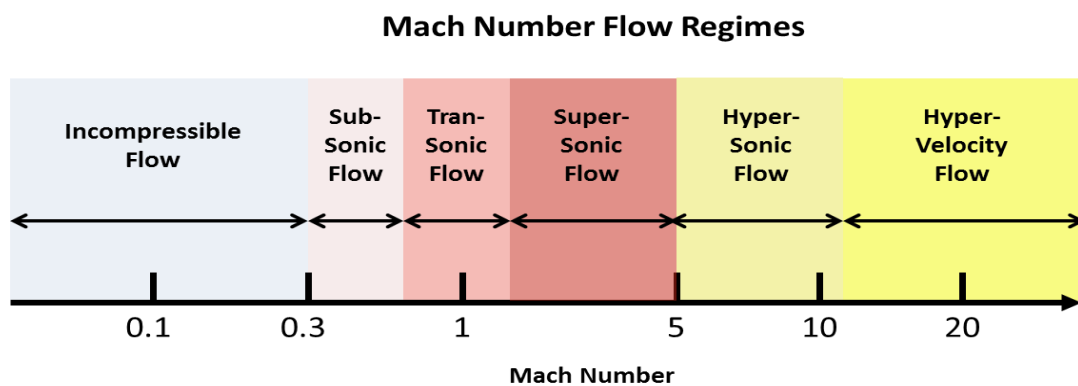 Mach Number Flow Regimes
Incompressible
Flow
Sub-
Sonic
Flow
Tran-
Sonic
Flow
Super-
Sonic
Flow
Hyper-
Sonic
Flow
Hyper-
Velocity
Flow
0.1 0.3 1 5 10 20
Mach Number